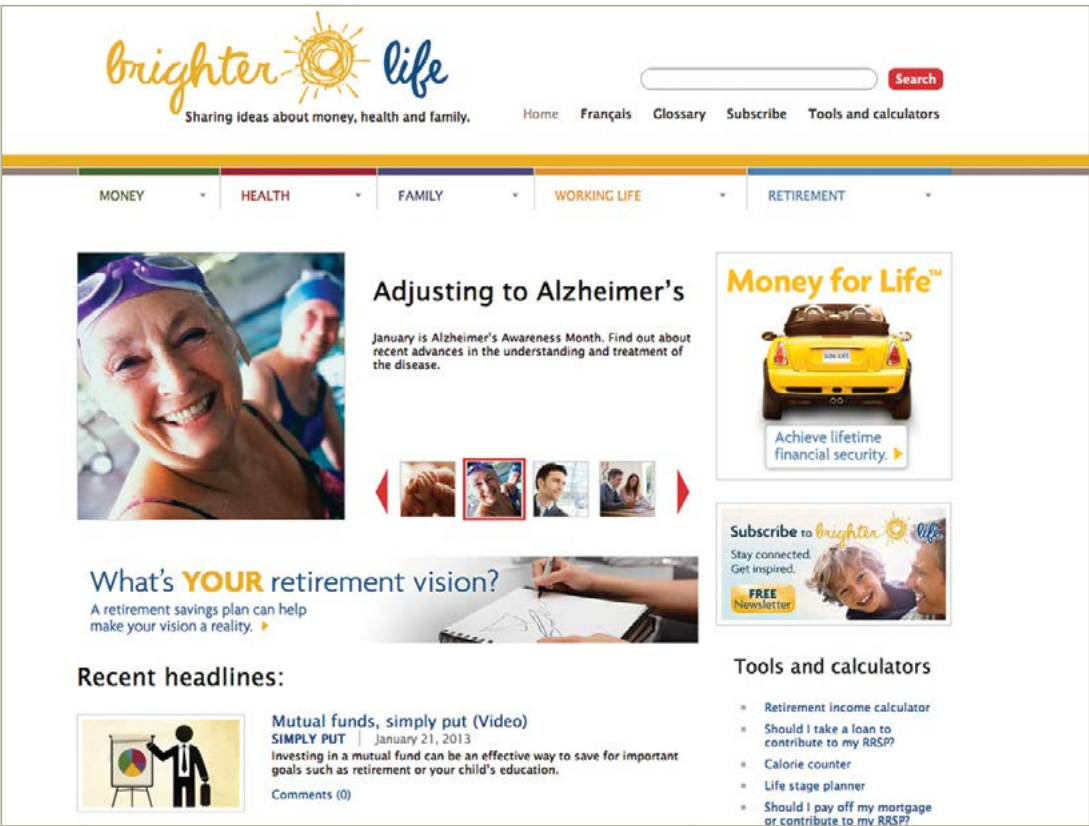 brighter life
Sharing ideas about money, health and family.
Search
Home Français Glossary Subscribe Tools and calculators
MONEY HEALTH FAMILY WORKING LIFE RETIREMENT
Adjusting to Alzheimer's
January is Alzheimer's Awareness Month. Find out about
recent advances in the understanding and treatment of
the disease.
Money for Life™
SUN-LIFE
Achieve lifetime
financial security.
Subscribe to brighter life
Stay connected.
Get inspired.
FREE
Newsletter
What's YOUR retirement vision?
A retirement savings plan can help
make your vision a reality.
Recent headlines:
Mutual funds, simply put (Video)
SIMPLY PUT | January 21, 2013
Investing in a mutual fund can be an effective way to save for important
goals such as retirement or your child's education.
Comments (0)
Tools and calculators
Retirement income calculator
Should I take a loan to
contribute to my RRSP?
Calorie counter
Life stage planner
Should I pay off my mortgage
or contribute to my RRSP?